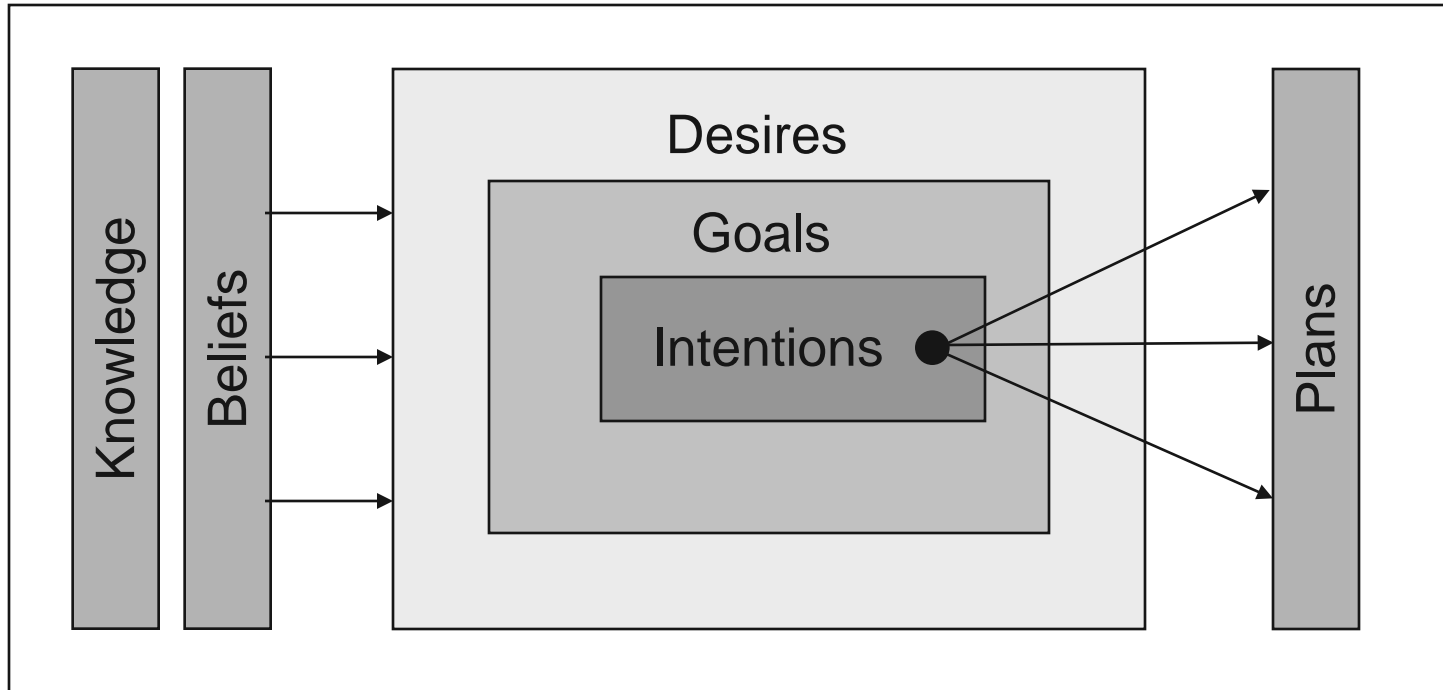 Knowledge
Beliefs
Desires
Goals
Intentions
Plans